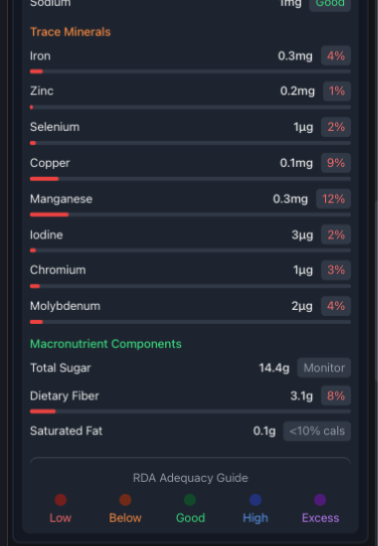 Sodium 1mg Good
Trace Minerals
Iron 0.3mg 4%
Zinc 0.2mg 1%
Selenium 1µg 2%
Copper 0.1mg 9%
Manganese 0.3mg 12%
Iodine 3µg 2%
Chromium 1µg 3%
Molybdenum 2µg 4%
Macronutrient Components
Total Sugar 14.4g Monitor
Dietary Fiber 3.1g 8%
Saturated Fat 0.1g <10% cals
RDA Adequacy Guide
Low Below Good High Excess